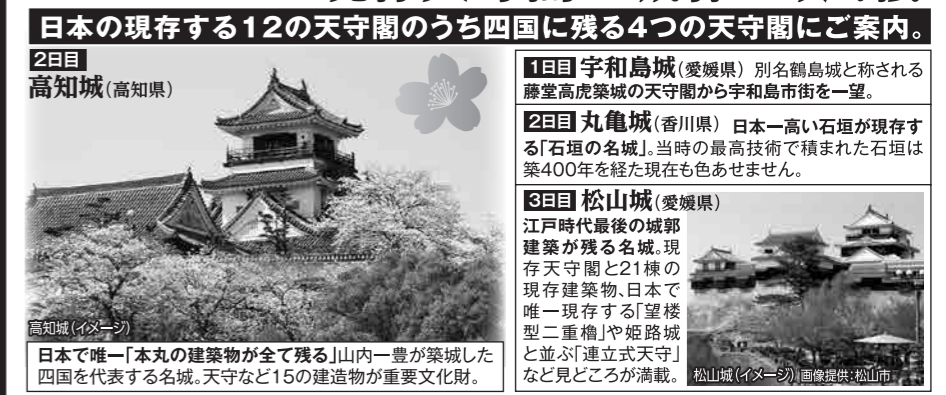 日本の現存する12の天守閣のうち四国に残る4つの天守閣にご案内。
2日目
高知城(高知県)
高知城(イメージ)
日本で唯一「本丸の建築物が全て残る」山内一豊が築城した
四国を代表する名城。天守など15の建造物が重要文化財。
1日目 宇和島城(愛媛県) 別名鶴島城と称される
藤堂高虎築城の天守閣から宇和島市街を一望。
2日目 丸亀城(香川県) 日本一高い石垣が現存す
る「石垣の名城」。当時の最高技術で積まれた石垣は
築400年を経た現在も色あせません。
3日目 松山城(愛媛県)
江戸時代最後の城郭
建築が残る名城。現
存天守閣と21棟の
現存建築物、日本で
唯一現存する「望楼
型二重櫓」や姫路城
と並ぶ「連立式天守」
など見どころが満載。
松山城(イメージ) 画像提供:松山市